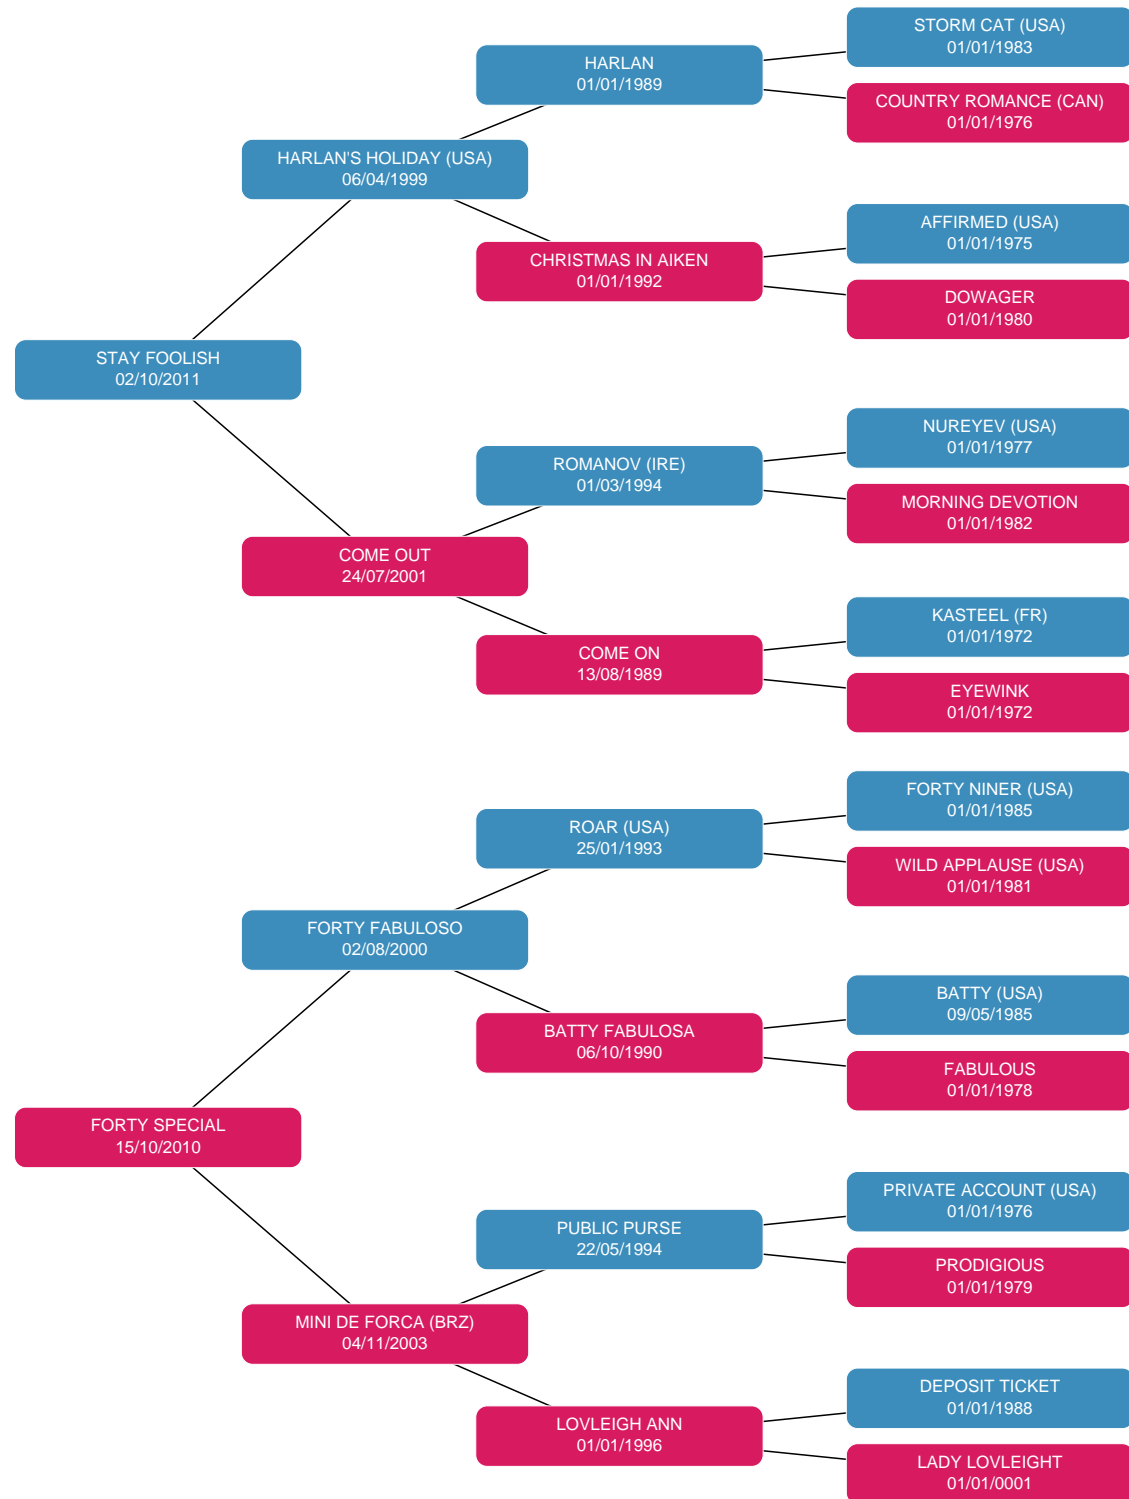 STORM CAT (USA)
01/01/1983
HARLAN
01/01/1989
COUNTRY ROMANCE (CAN)
01/01/1976
HARLAN'S HOLIDAY (USA)
06/04/1999
AFFIRMED (USA)
01/01/1975
CHRISTMAS IN AIKEN
01/01/1992
DOWAGER
01/01/1980
STAY FOOLISH
02/10/2011
NUREYEV (USA)
01/01/1977
ROMANOV (IRE)
01/03/1994
MORNING DEVOTION
01/01/1982
COME OUT
24/07/2001
KASTEEL (FR)
01/01/1972
COME ON
13/08/1989
EYEWINK
01/01/1972
FORTY NINER (USA)
01/01/1985
ROAR (USA)
25/01/1993
WILD APPLAUSE (USA)
01/01/1981
FORTY FABULOSO
02/08/2000
BATTY (USA)
09/05/1985
BATTY FABULOSA
06/10/1990
FABULOUS
01/01/1978
FORTY SPECIAL
15/10/2010
PRIVATE ACCOUNT (USA)
01/01/1976
PUBLIC PURSE
22/05/1994
PRODIGIOUS
01/01/1979
MINI DE FORCA (BRZ)
04/11/2003
DEPOSIT TICKET
01/01/1988
LOVLEIGH ANN
01/01/1996
LADY LOVLEIGHT
01/01/0001